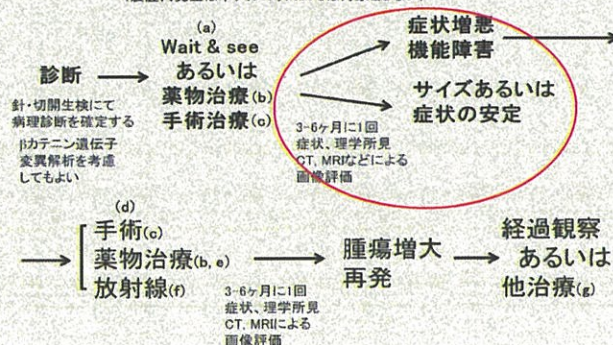 (a)
Wait & see
あるいは
薬物治療(b)
手術治療(c)
診断
針・切開生検にて
病理診断を確定する
βカテニン遺伝子
変異解析を考慮
してもよい
症状増悪
機能障害
サイズあるいは
症状の安定
3-6ヶ月に1回
症状、理学所見
CT, MRIなどによる
画像評価
(d)
手術(c)
薬物治療(b, e)
放射線(f)
3-6ヶ月に1回
症状、理学所見
CT, MRIによる
画像評価
腫瘍増大
再発
経過観察
あるいは
他治療(g)